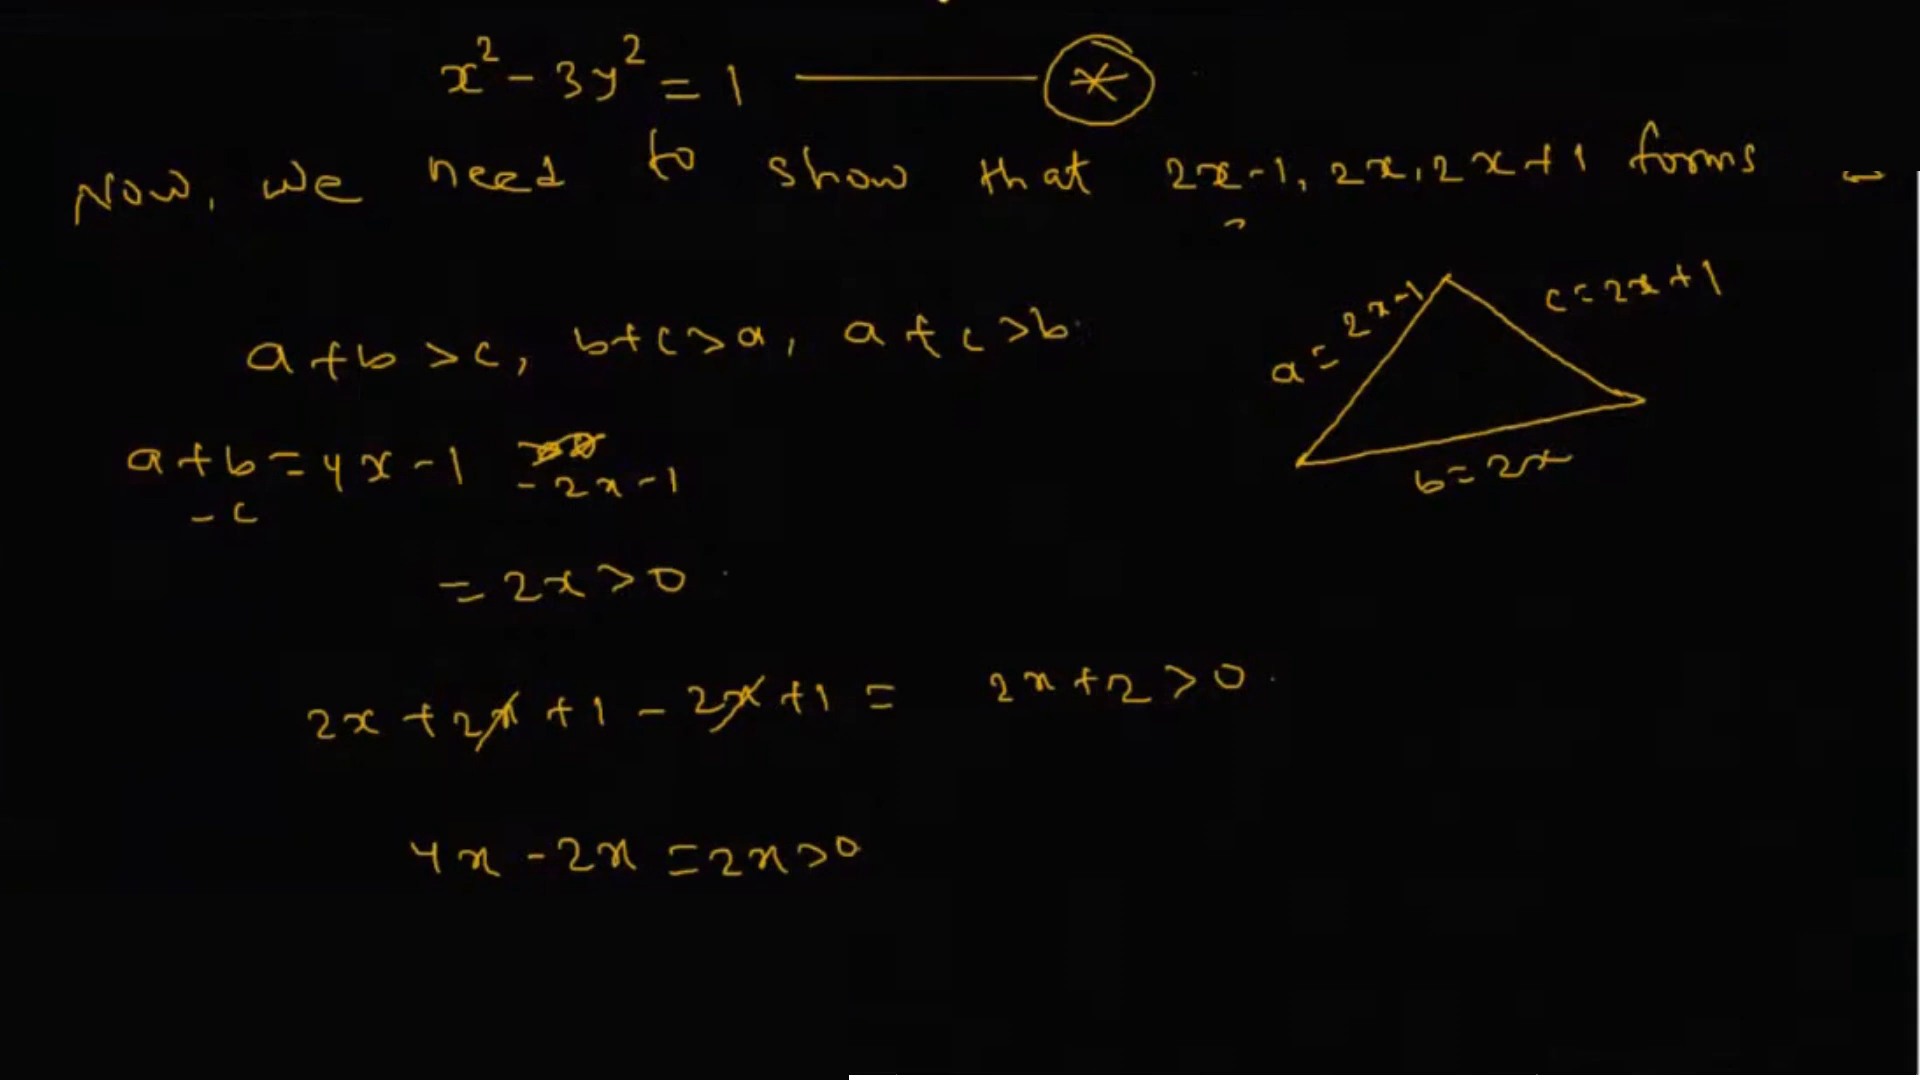 x² - 3y² = 1 ——— *
Now, we need to show that 2x-1, 2x, 2x+1 forms
a+b>c, b+c>a, a+c>b
a=2x-1
c=2x+1
b=2x
a+b=4x-1 -2x-1
-c
=2x>0
2x+2x+1-2x+1= 2x+2>0
4x-2x=2x>0